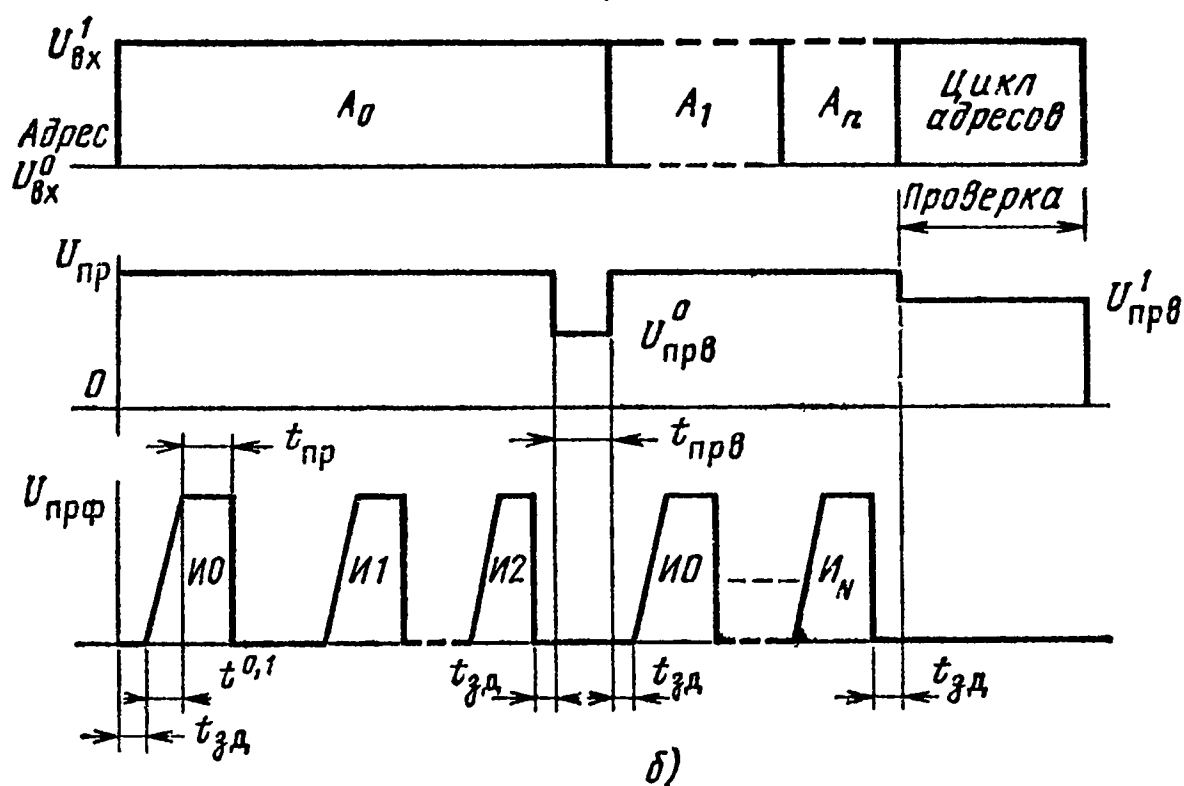 U¹вх
A₀
A₁
Aₙ
Цикл
адресов
Адрес
U⁰вх
Проверка
Uпр
U⁰прв
U¹прв
0
tпр
tпрв
Uпрф
И0
И1
И2
И0
И_N
t⁰,¹
tзд
tзд
tзд
tзд
б)